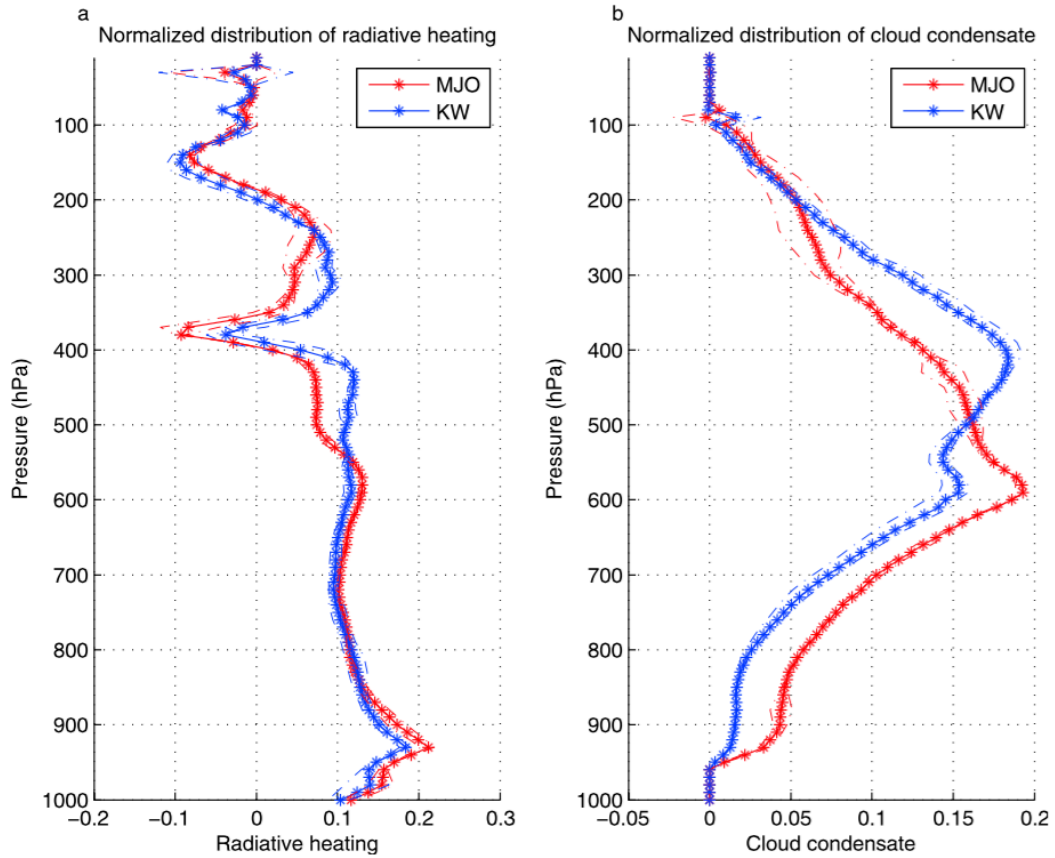 a
Normalized distribution of radiative heating
MJO
KW
100
200
300
400
500
600
700
800
900
1000
Pressure (hPa)
−0.2 −0.1 0 0.1 0.2 0.3
Radiative heating
b
Normalized distribution of cloud condensate
MJO
KW
100
200
300
400
500
600
700
800
900
1000
Pressure (hPa)
−0.05 0 0.05 0.1 0.15 0.2
Cloud condensate